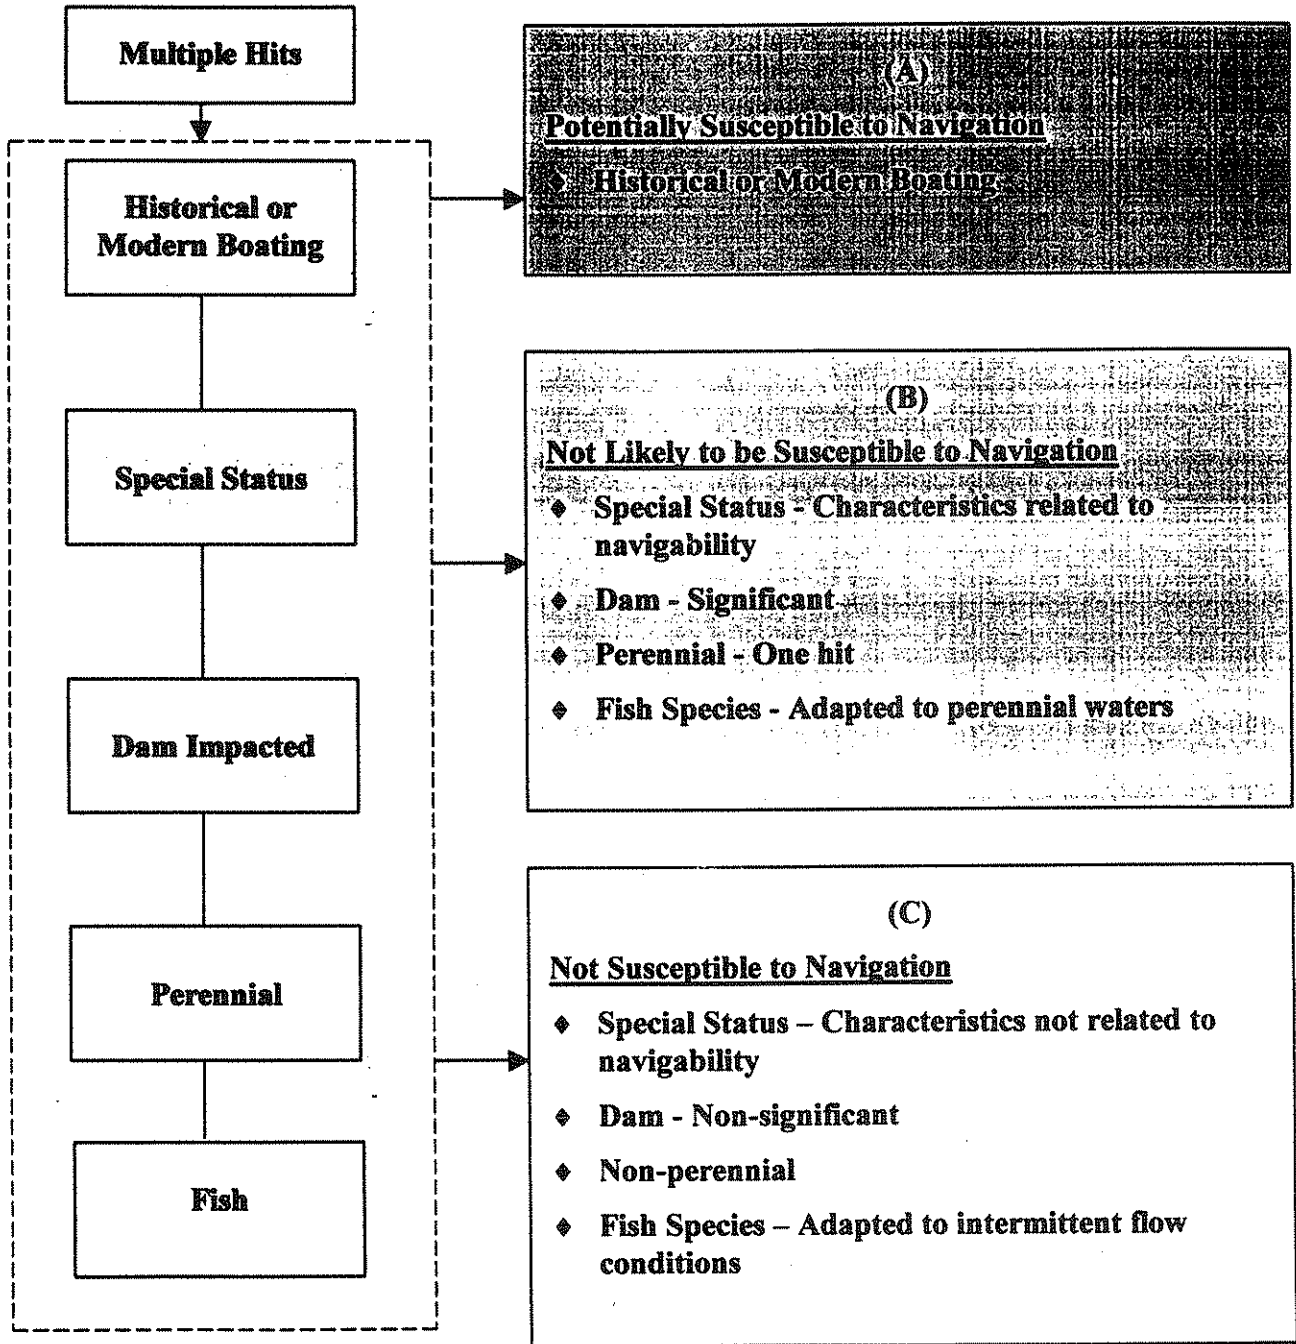 Multiple Hits
Historical or
Modern Boating
Special Status
Dam Impacted
Perennial
Fish
(A)
Potentially Susceptible to Navigation
♦ Historical or Modern Boating
(B)
Not Likely to be Susceptible to Navigation
♦ Special Status - Characteristics related to
navigability
♦ Dam - Significant
♦ Perennial - One hit
♦ Fish Species - Adapted to perennial waters
(C)
Not Susceptible to Navigation
♦ Special Status – Characteristics not related to
navigability
♦ Dam - Non-significant
♦ Non-perennial
♦ Fish Species – Adapted to intermittent flow
conditions